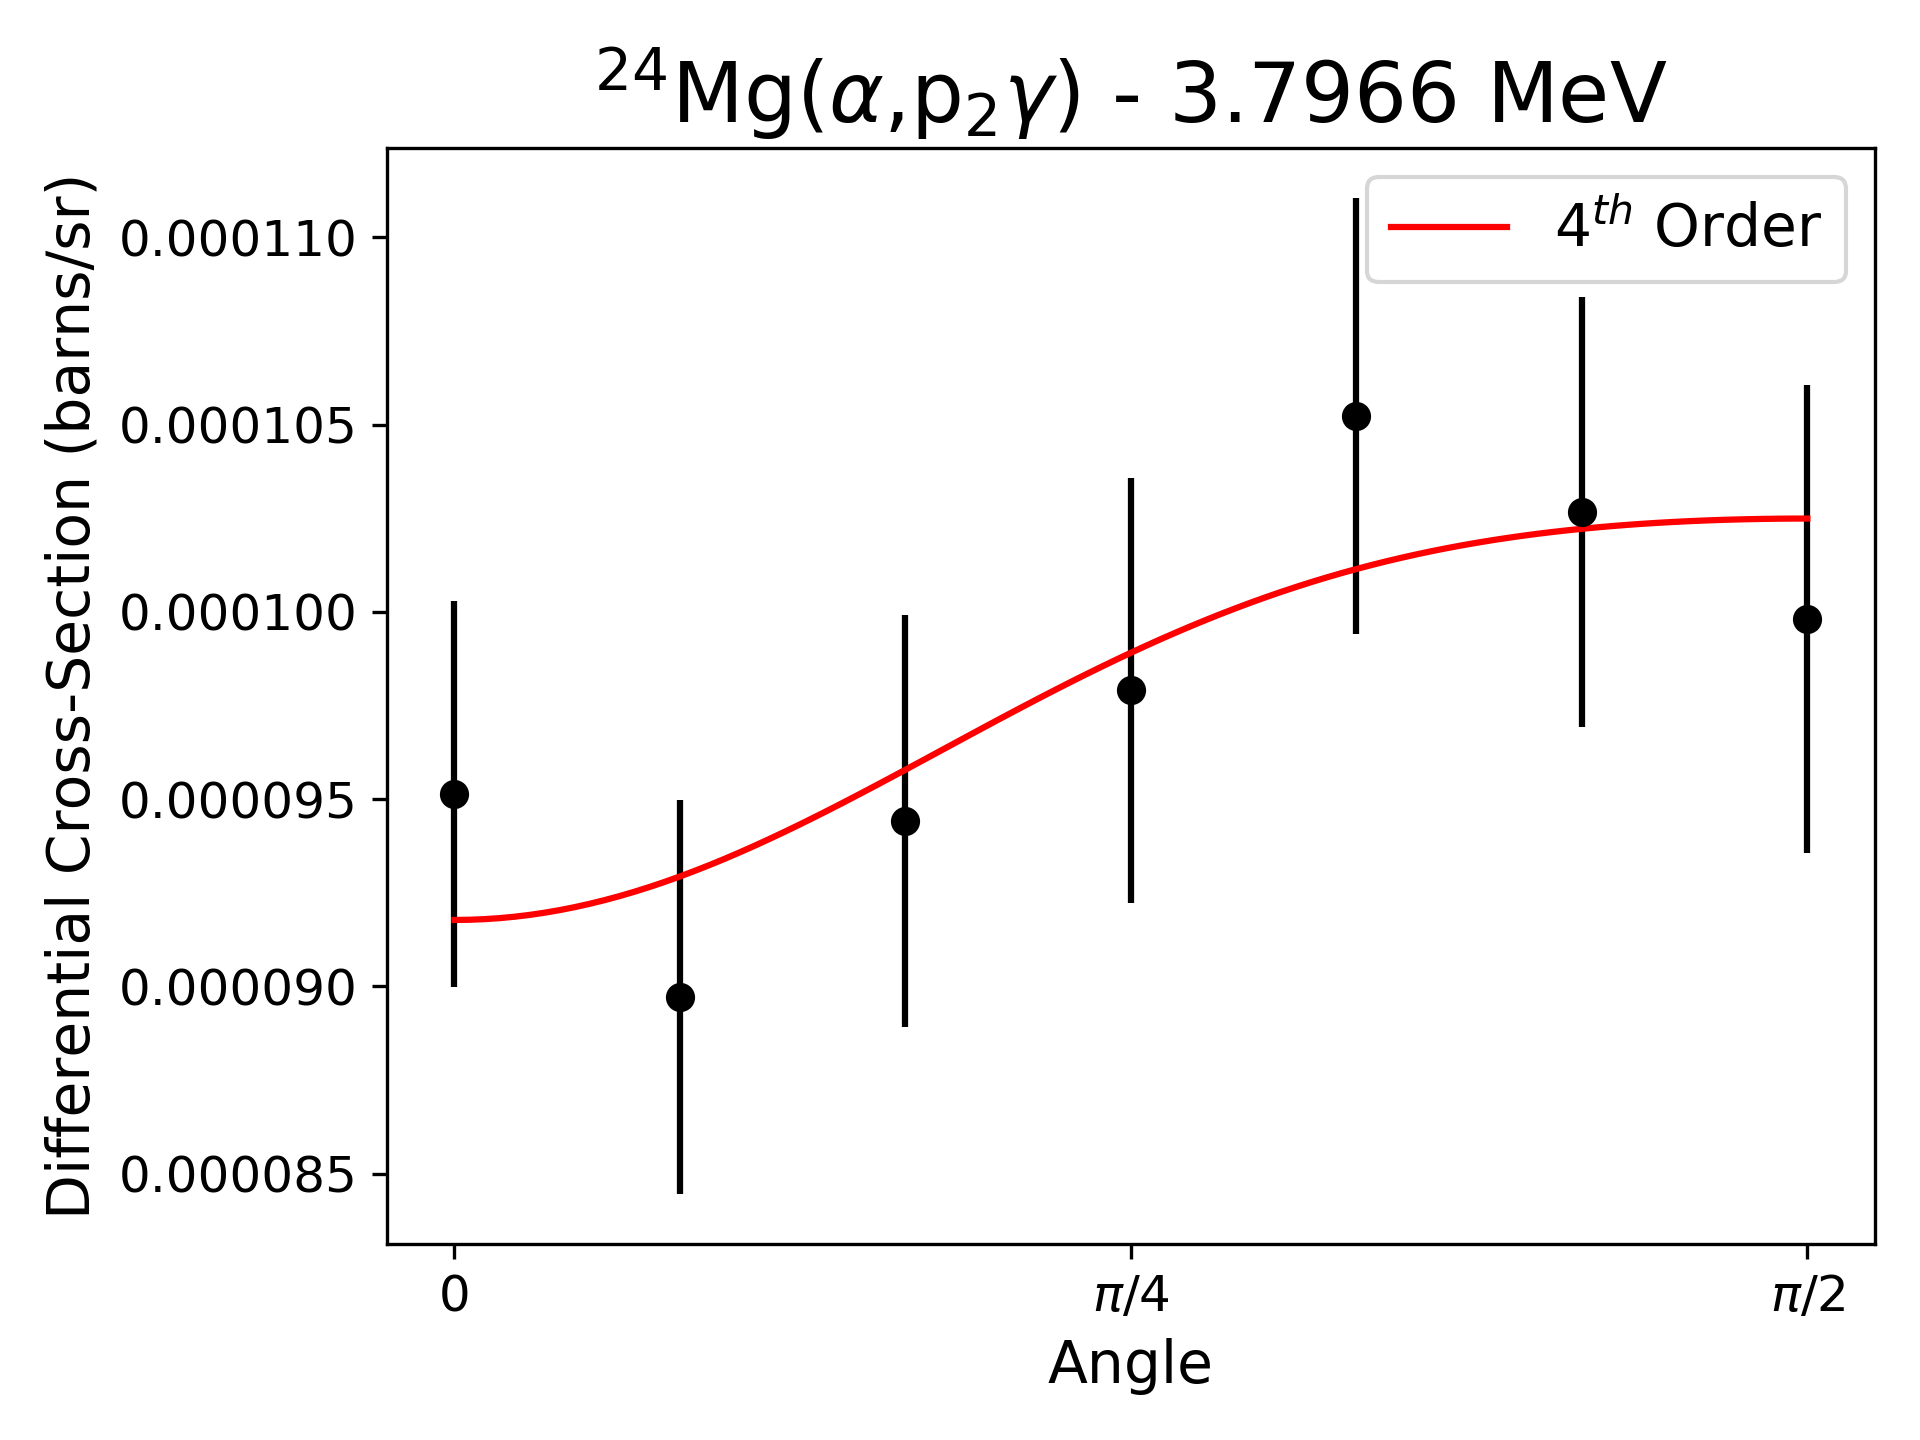 ²⁴Mg(α,p₂γ) - 3.7966 MeV
4ᵗʰ Order
Differential Cross-Section (barns/sr)
0.000110
0.000105
0.000100
0.000095
0.000090
0.000085
0
π/4
π/2
Angle